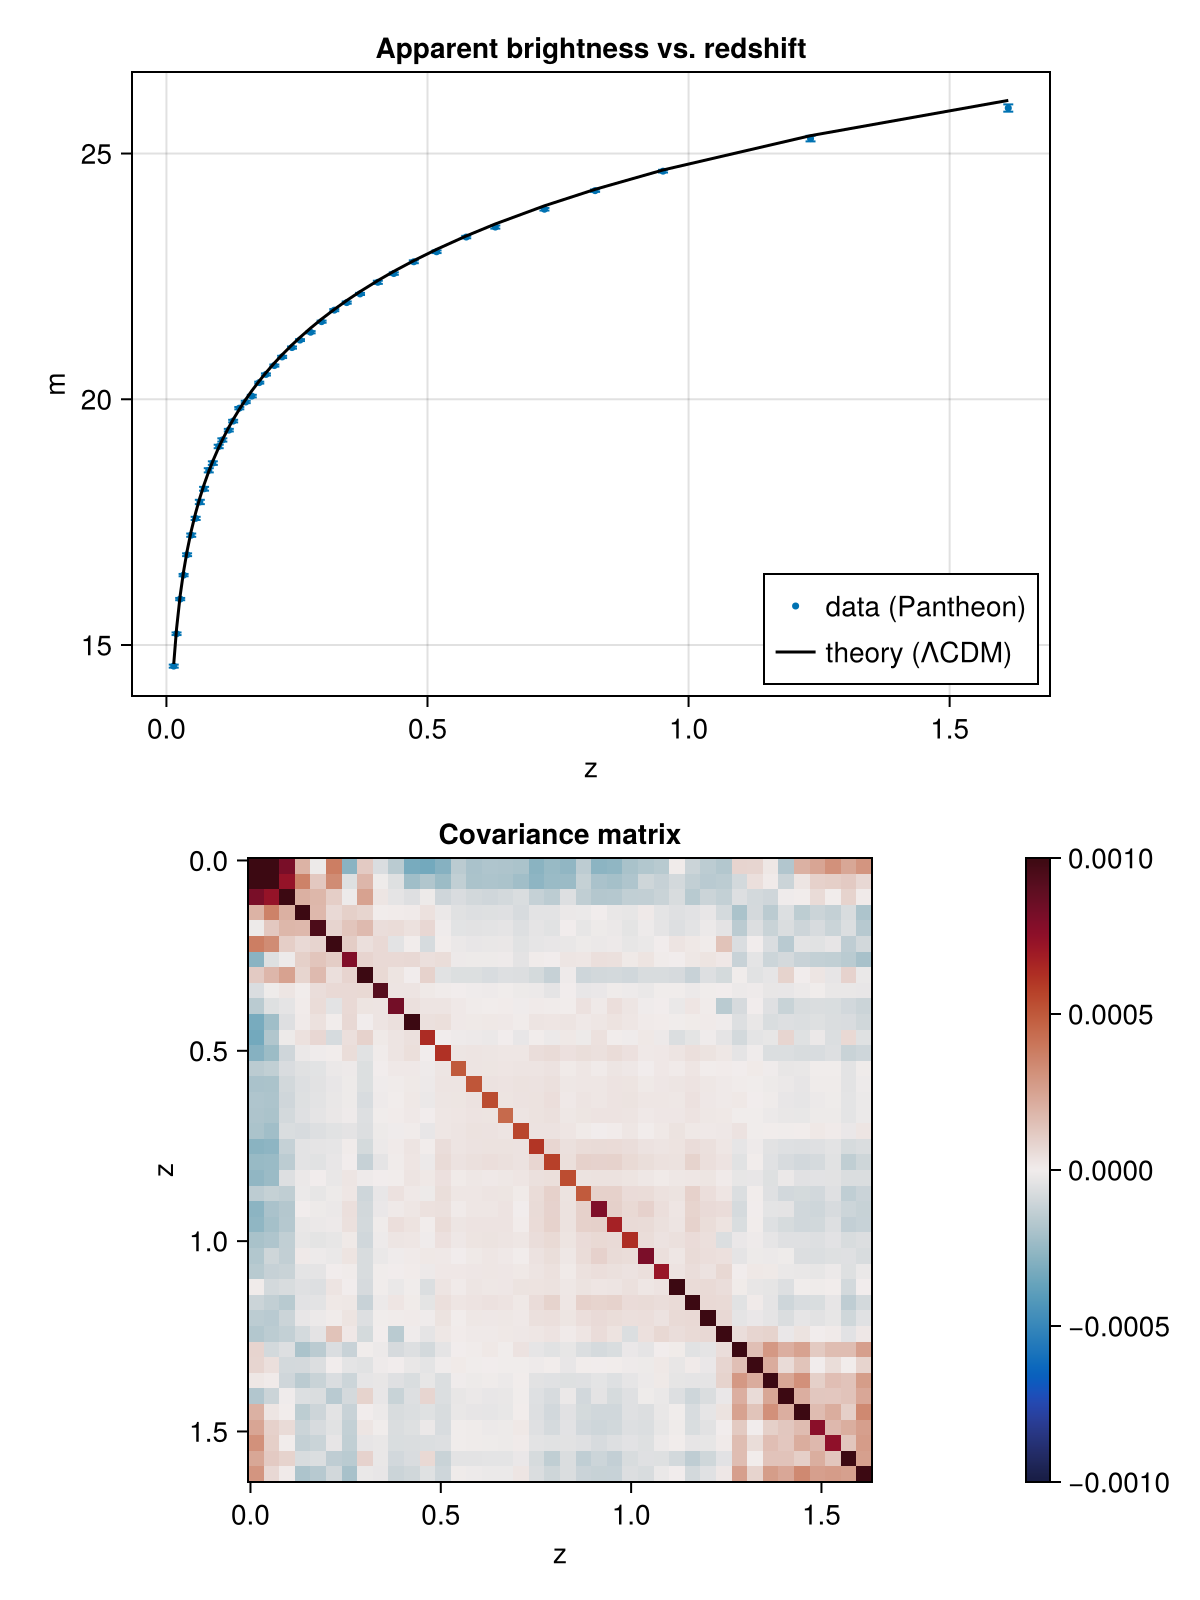 Apparent brightness vs. redshift
25
20
15
m
data (Pantheon)
theory (ΛCDM)
0.0 0.5 1.0 1.5
z
Covariance matrix
0.0
0.5
1.0
1.5
z
0.0 0.5 1.0 1.5
z
0.0010
0.0005
0.0000
−0.0005
−0.0010